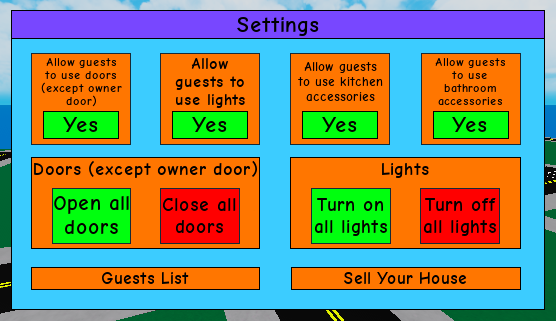 Settings
Allow guests
to use doors
(except owner
door)
Yes
Allow
guests to
use lights
Yes
Allow guests
to use kitchen
accessories
Yes
Allow guests
to use
bathroom
accessories
Yes
Doors (except owner door)
Open all
doors
Close all
doors
Lights
Turn on
all lights
Turn off
all lights
Guests List
Sell Your House